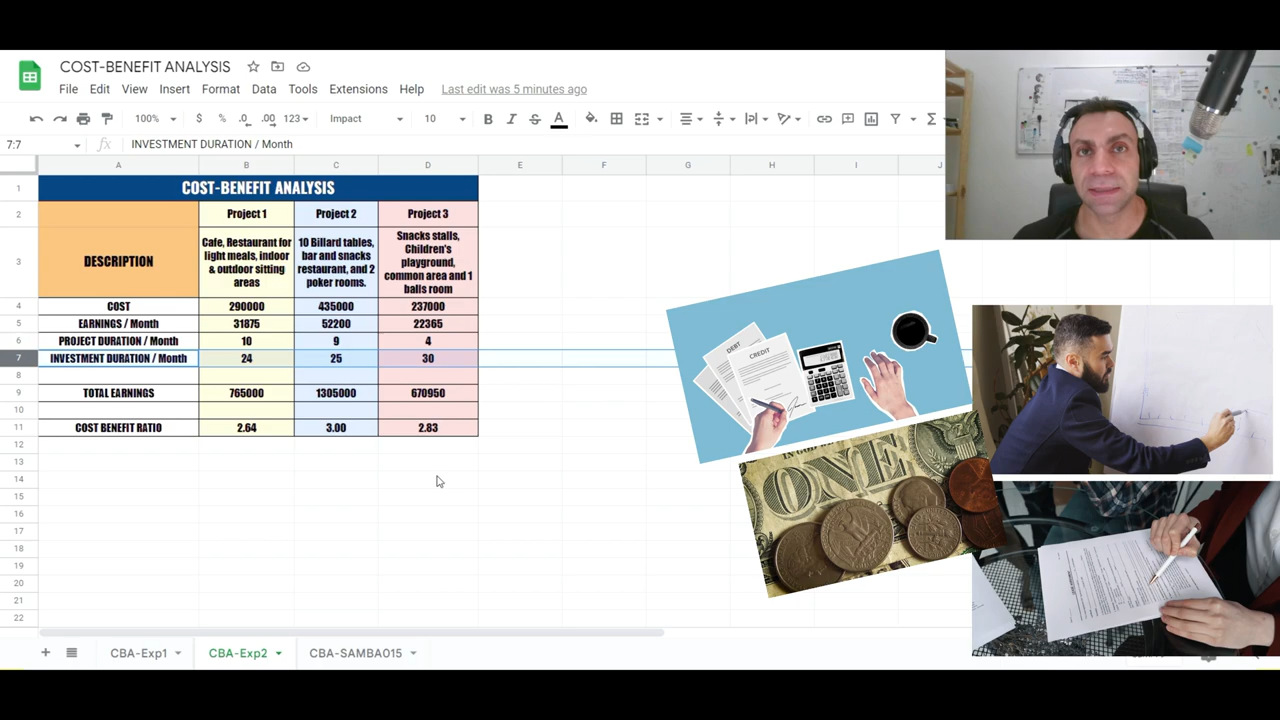 COST-BENEFIT ANALYSIS
File Edit View Insert Format Data Tools Extensions Help Last edit was 5 minutes ago
100% $ % .0 .00 123 Impact 10 B I S A Σ
7:7 fx INVESTMENT DURATION / Month
A B C D E F G H I J
1 COST-BENEFIT ANALYSIS
2 Project 1 Project 2 Project 3
3 DESCRIPTION
Cafe, Restaurant for
light meals, indoor
& outdoor sitting
areas
10 Billard tables,
bar and snacks
restaurant, and 2
poker rooms.
Snacks stalls,
Children's
playground,
common area and 1
balls room
4 COST 290000 435000 237000
5 EARNINGS / Month 31875 52200 22365
6 PROJECT DURATION / Month 10 9 4
7 INVESTMENT DURATION / Month 24 25 30
8
9 TOTAL EARNINGS 765000 1305000 670950
10
11 COST BENEFIT RATIO 2.64 3.00 2.83
12
13
14
15
16
17
18
19
20
21
22
DEBT
CREDIT
IN GOD
ONE
CBA-Exp1 CBA-Exp2 CBA-SAMBA015